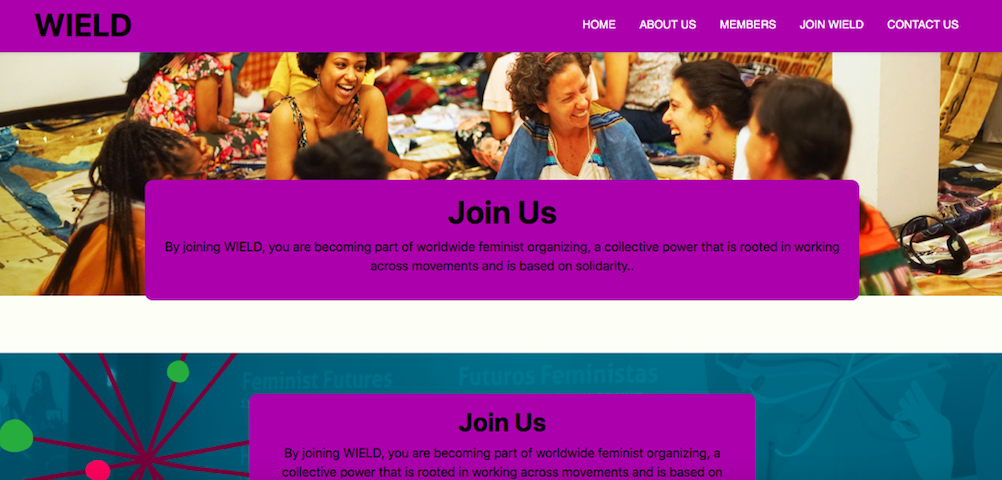 WIELD
HOME ABOUT US MEMBERS JOIN WIELD CONTACT US
Join Us
By joining WIELD, you are becoming part of worldwide feminist organizing, a collective power that is rooted in working
across movements and is based on solidarity..
Feminist Futures
Futuros Feministas
Join Us
By joining WIELD, you are becoming part of worldwide feminist organizing, a
collective power that is rooted in working across movements and is based on